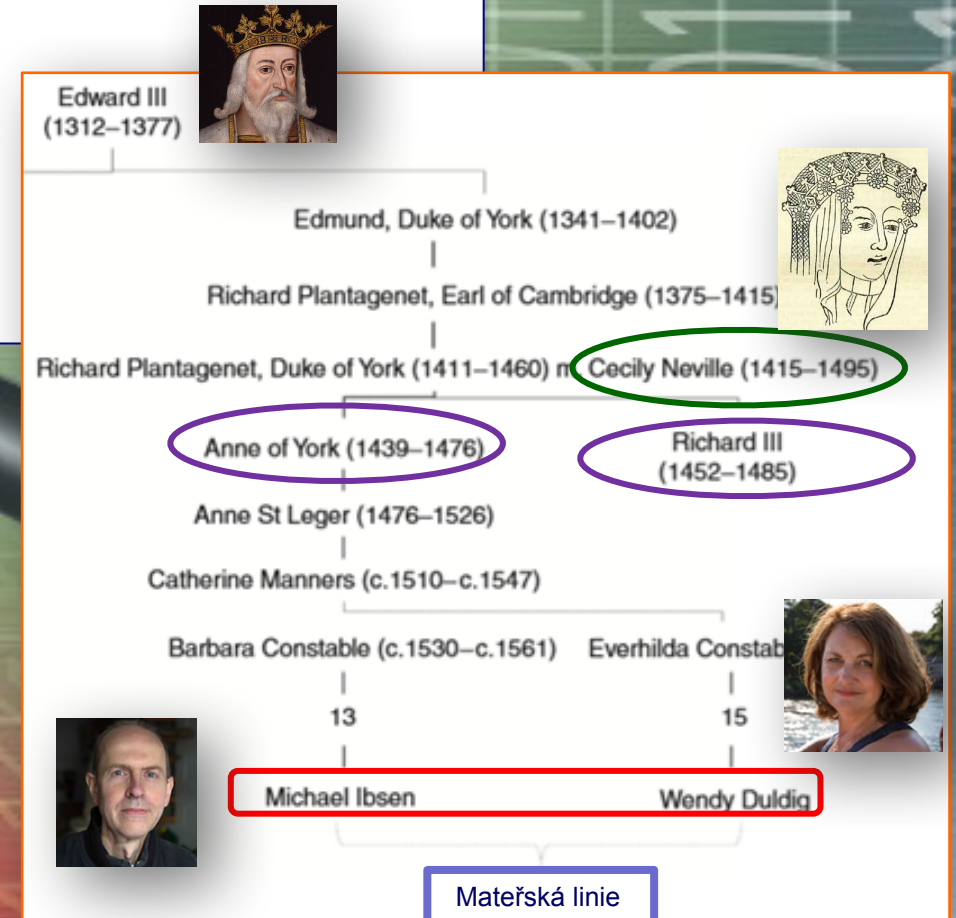 Edward III
(1312–1377)
Edmund, Duke of York (1341–1402)
Richard Plantagenet, Earl of Cambridge (1375–1415)
Richard Plantagenet, Duke of York (1411–1460) m. Cecily Neville (1415–1495)
Anne of York (1439–1476)
Richard III
(1452–1485)
Anne St Leger (1476–1526)
Catherine Manners (c.1510–c.1547)
Barbara Constable (c.1530–c.1561) Everhilda Constab
13 15
Michael Ibsen Wendy Duldig
Mateřská linie